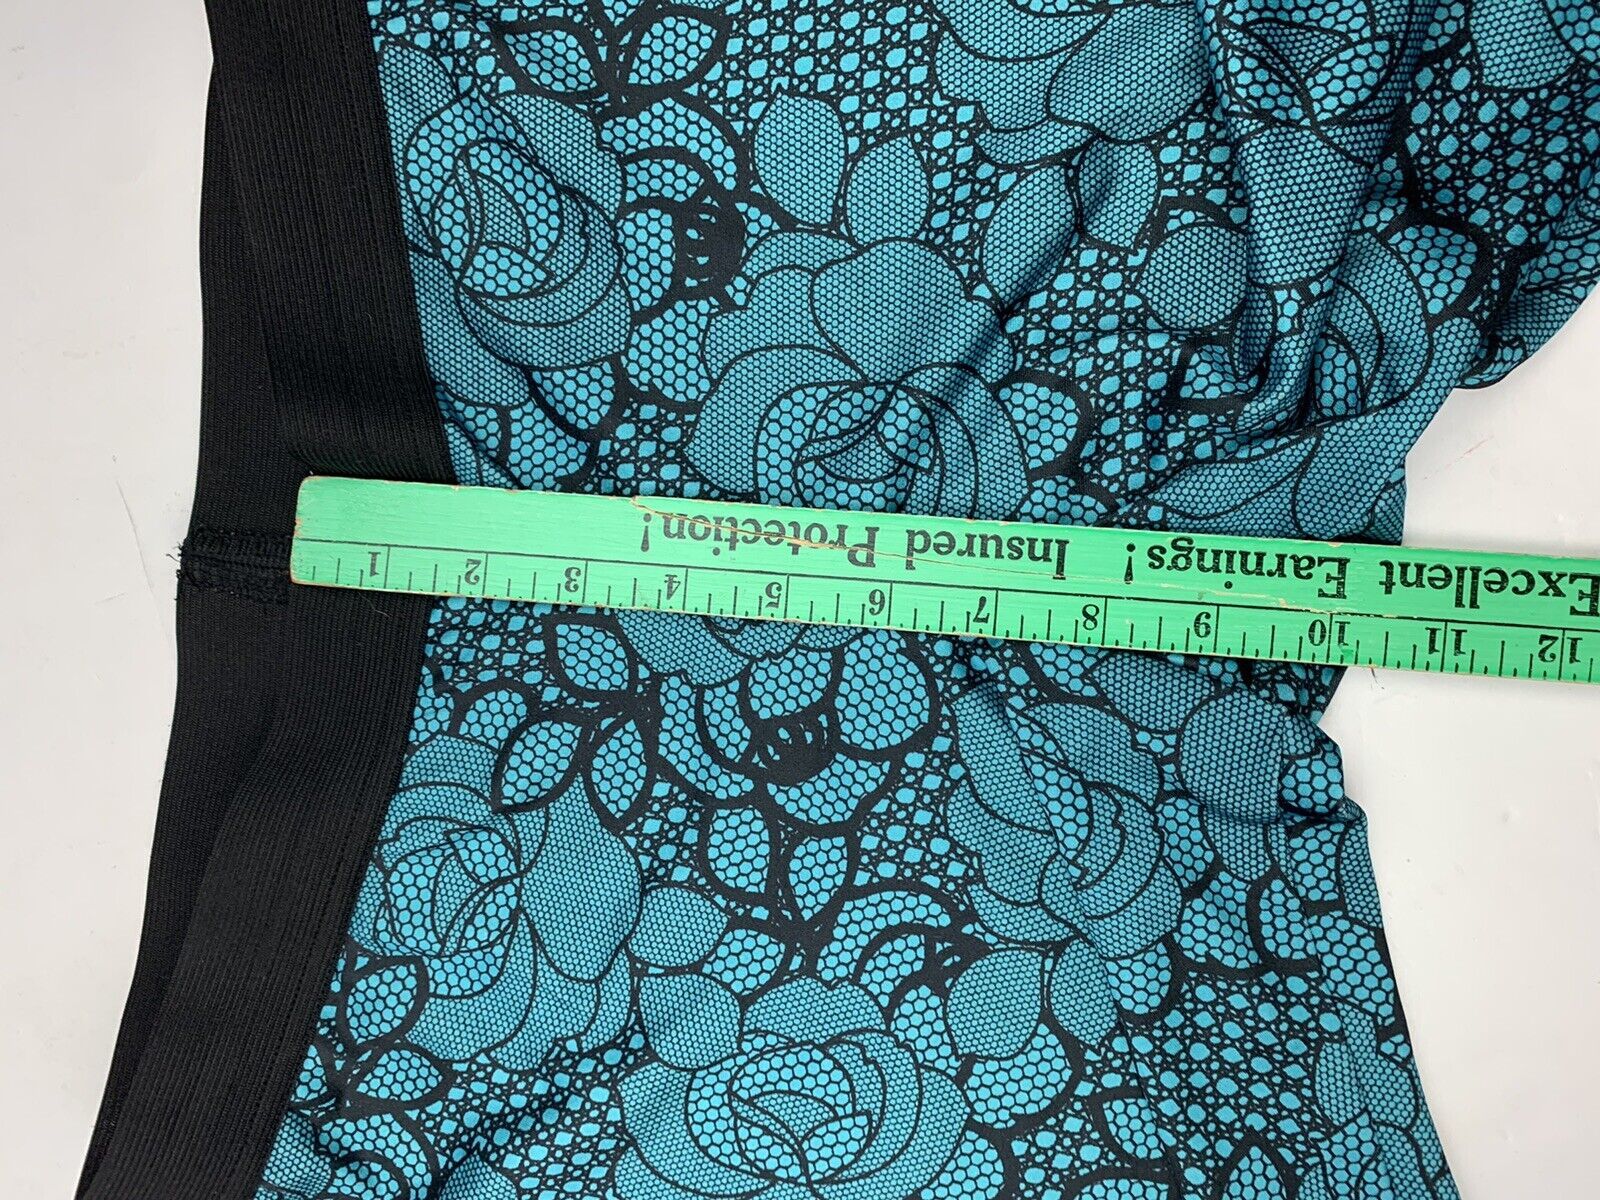 Excellent Earnings! Insured Protection!
1 2 3 4 5 6 7 8 9 10 11 12